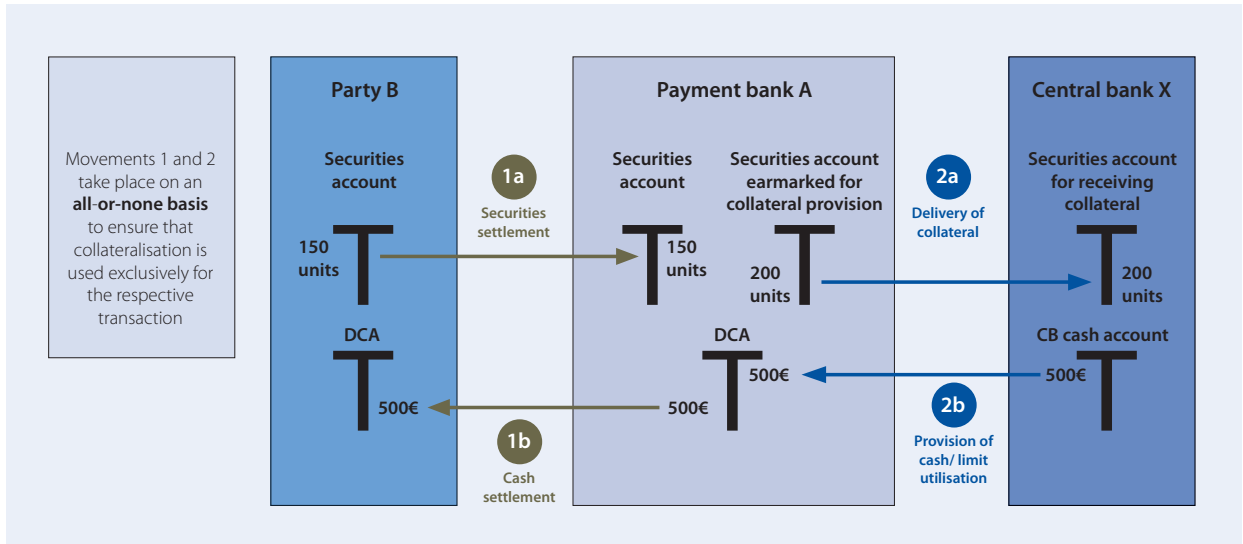 Movements 1 and 2
take place on an
all-or-none basis
to ensure that
collateralisation is
used exclusively for
the respective
transaction
Party B
Securities
account
150
units
DCA
500€
1a
Securities
settlement
1b
Cash
settlement
Payment bank A
Securities
account
150
units
Securities account
earmarked for
collateral provision
200
units
DCA
500€
500€
2a
Delivery of
collateral
2b
Provision of
cash/ limit
utilisation
Central bank X
Securities account
for receiving
collateral
200
units
CB cash account
500€